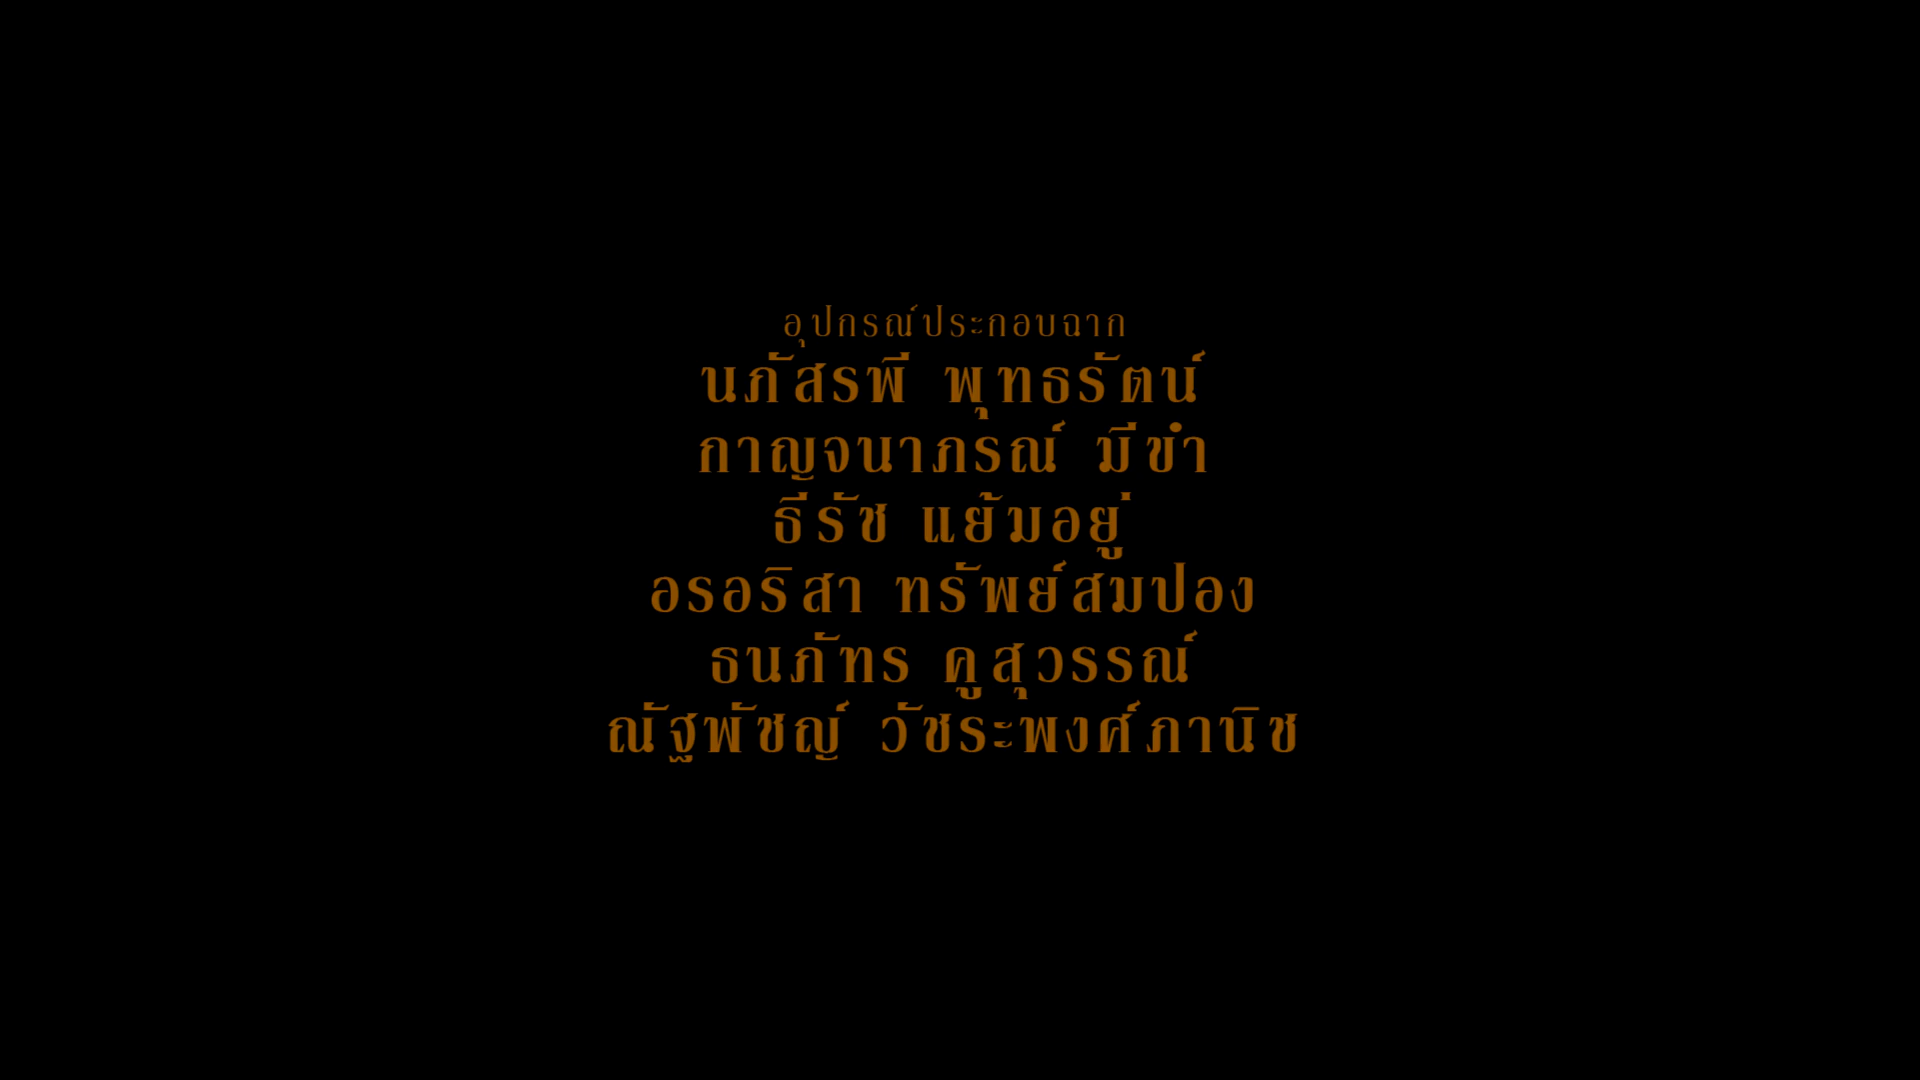 อุปกรณ์ประกอบฉาก
นภัสรพี พุทธรัตน์
กาญจนาภรณ์ มีขำ
ธีรัช แย้มอยู่
อรอริสา ทรัพย์สมปอง
ธนภัทร คูสุวรรณ์
ณัฐพัชญ์ วัชระพงศ์ภานิช